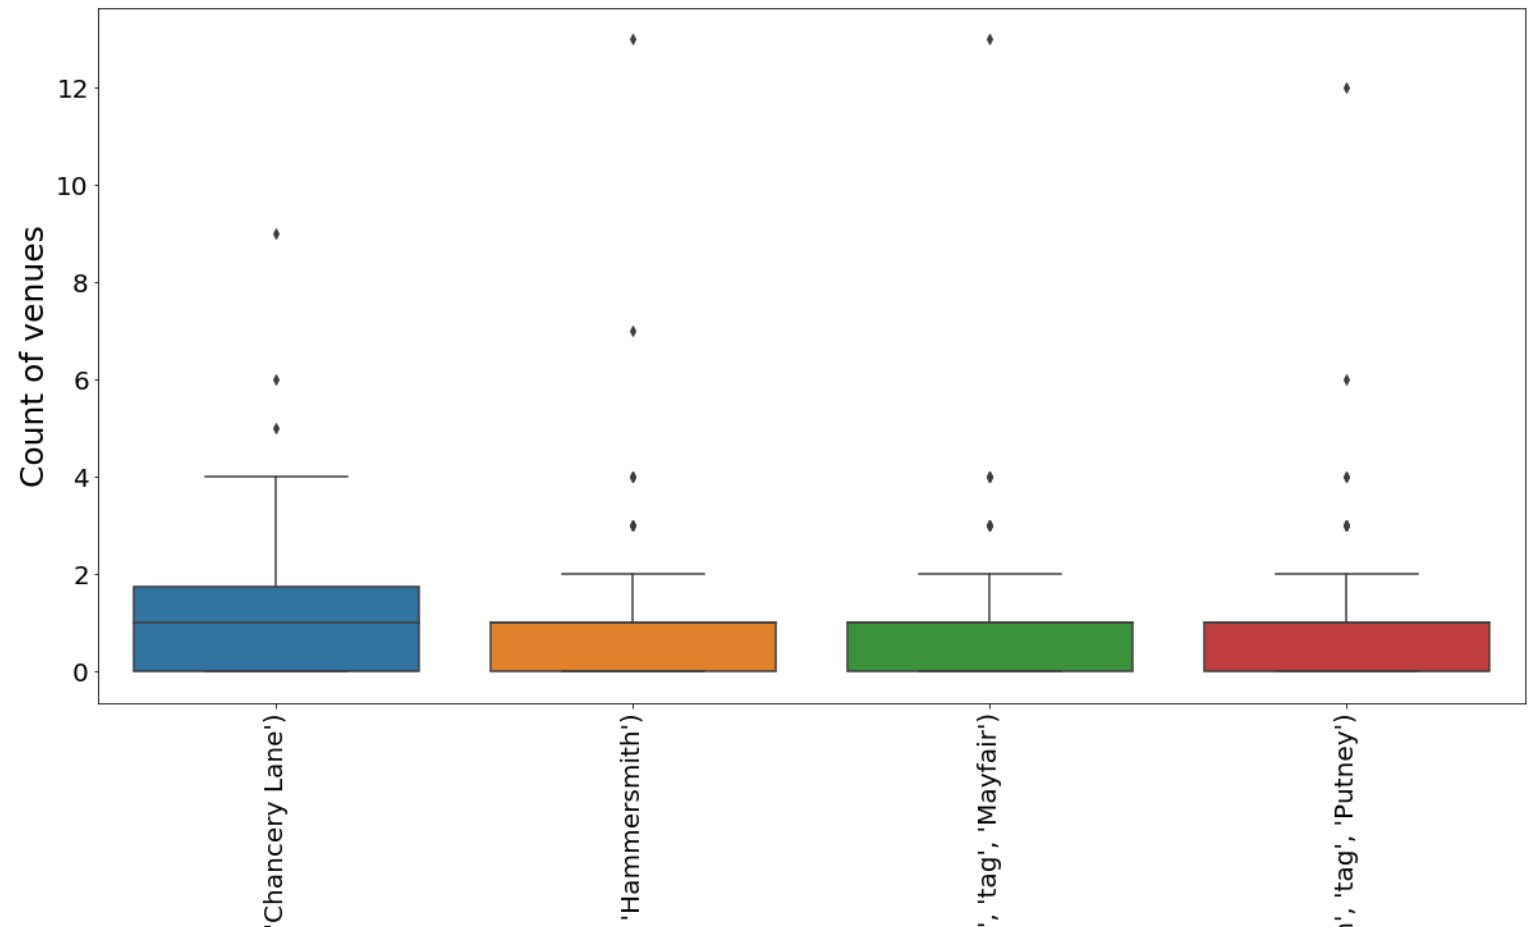 Count of venues
12
10
8
6
4
2
0
'Chancery Lane')
'Hammersmith')
', 'tag', 'Mayfair')
', 'tag', 'Putney')